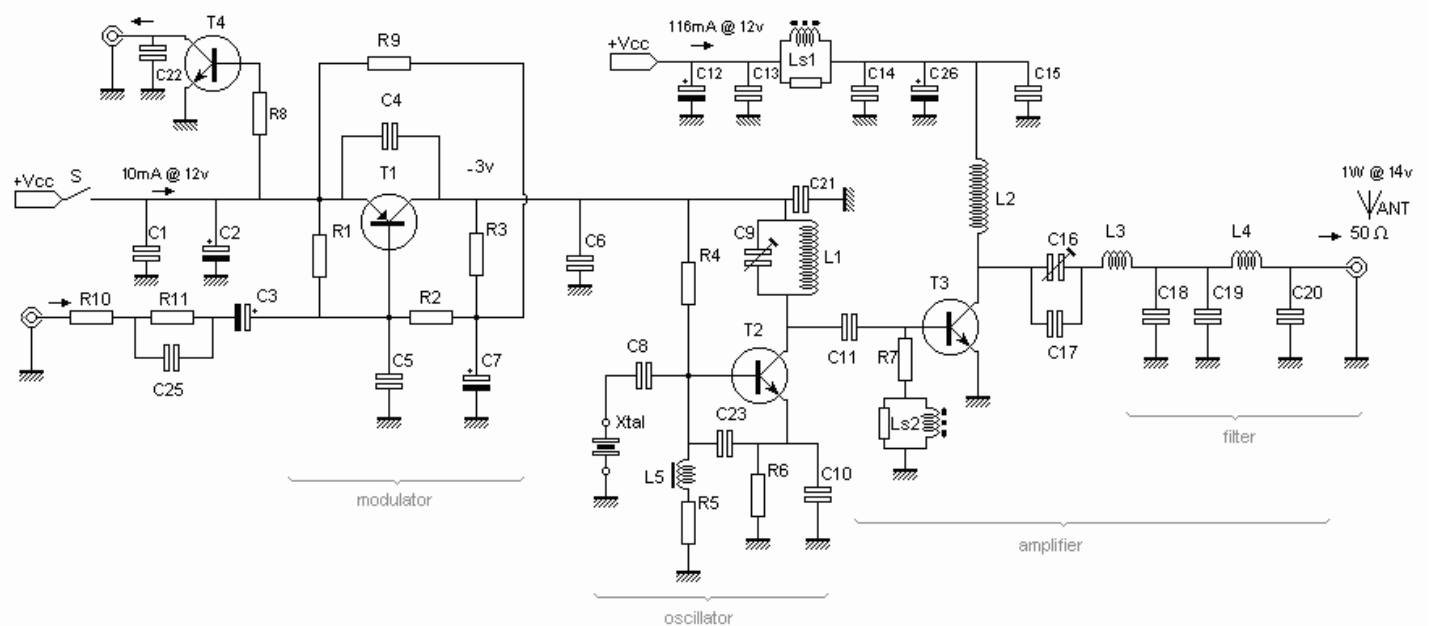 T4
C22
R8
R9
C4
T1
+Vcc
S
10mA @ 12v
-3v
C1
C2
R1
R3
R10
R11
C3
R2
C25
C5
C7
modulator
+Vcc
116mA @ 12v
Ls1
C12
C13
C14
C26
C15
L2
C6
R4
C9
L1
C21
C8
T2
Xtal
C23
L5
R5
R6
C10
oscillator
C11
R7
T3
Ls2
C16
C17
L3
L4
C18
C19
C20
1W @ 14v
ANT
50 Ω
filter
amplifier